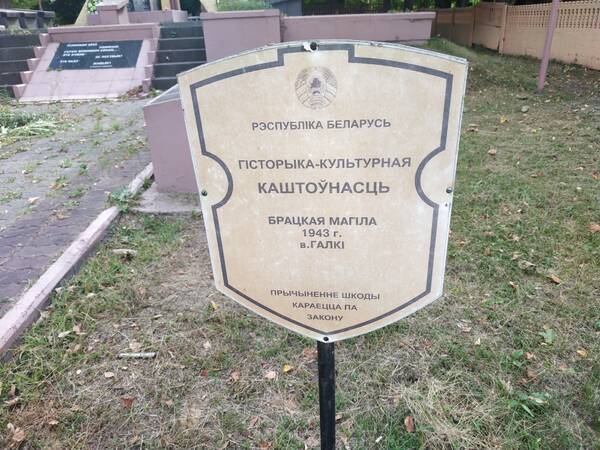 РЭСПУБЛІКА БЕЛАРУСЬ
ГІСТОРЫКА-КУЛЬТУРНАЯ
КАШТОЎНАСЦЬ
БРАЦКАЯ МАГІЛА
1943 г.
в.ГАЛКІ
ПРЫЧЫНЕННЕ ШКОДЫ
КАРАЕЦЦА ПА
ЗАКОНУ